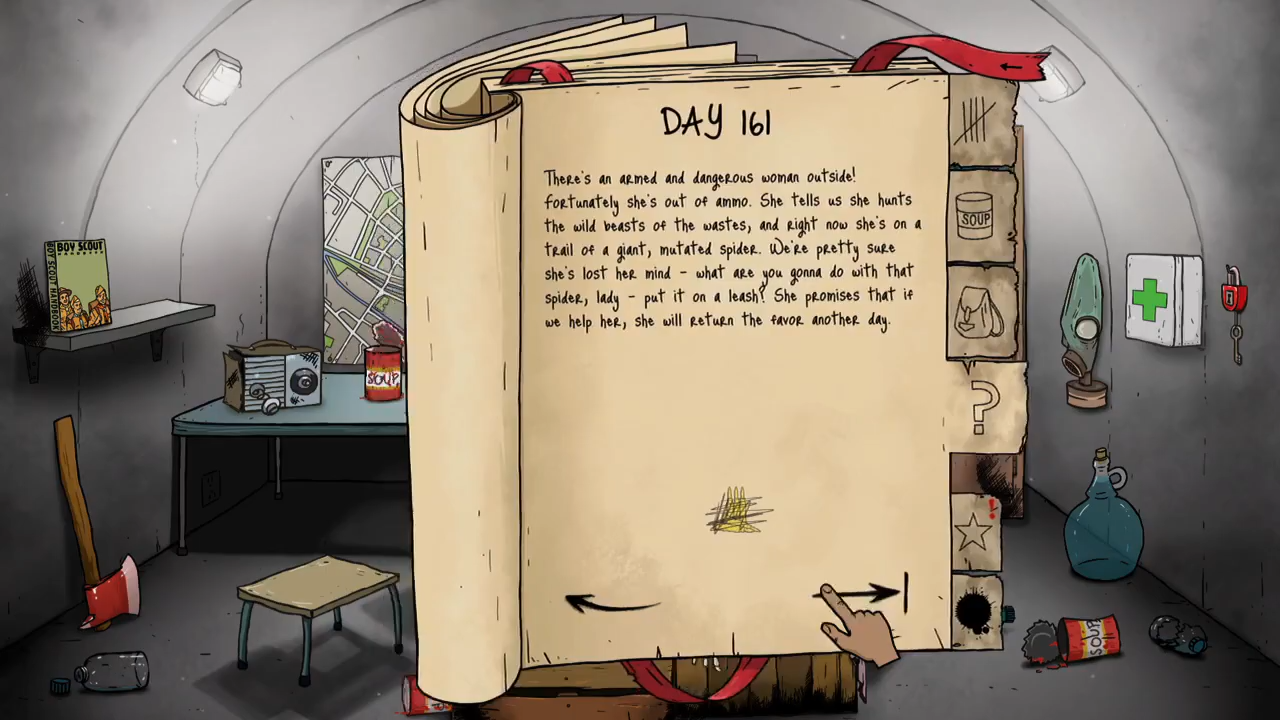 DAY 161
There's an armed and dangerous woman outside!
Fortunately she's out of ammo. She tells us she hunts
the wild beasts of the wastes, and right now she's on a
trail of a giant, mutated spider. We're pretty sure
she's lost her mind - what are you gonna do with that
spider, lady - put it on a leash? She promises that if
we help her, she will return the favor another day.
BOY SCOUT
BOY SCOUT HANDBOOK
SOUP
SOUP
SOUP